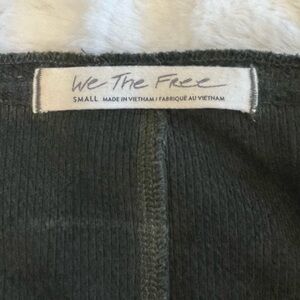 We The Free
SMALL MADE IN VIETNAM / FABRIQUÉ AU VIETNAM